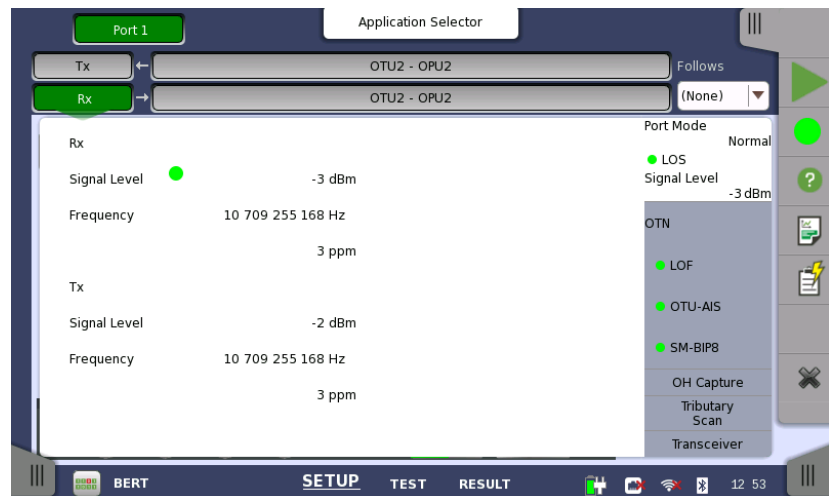 Port 1
Application Selector
Tx
OTU2 - OPU2
Follows
Rx
OTU2 - OPU2
(None)
Rx
Signal Level
-3 dBm
Frequency
10 709 255 168 Hz
3 ppm
Tx
Signal Level
-2 dBm
Frequency
10 709 255 168 Hz
3 ppm
Port Mode
Normal
LOS
Signal Level
-3 dBm
OTN
LOF
OTU-AIS
SM-BIP8
OH Capture
Tributary
Scan
Transceiver
BERT
SETUP
TEST
RESULT
12 53